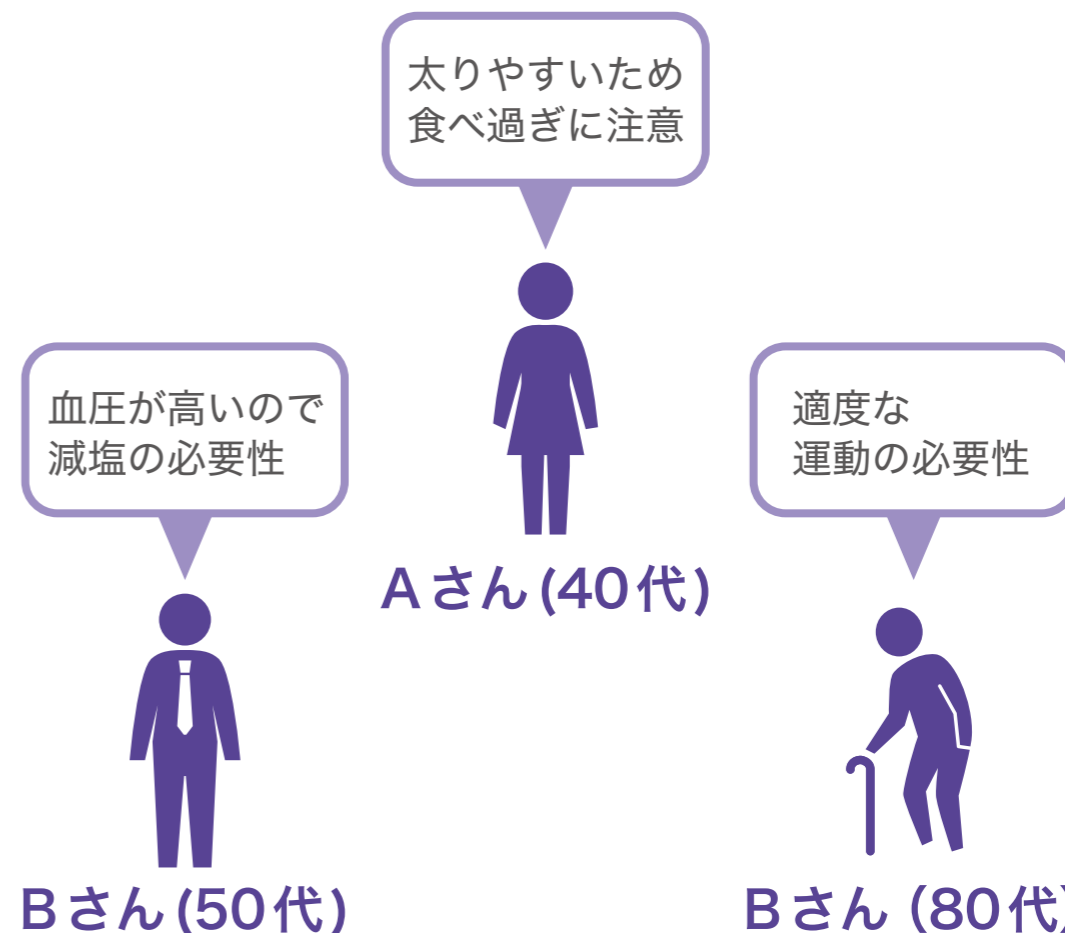 太りやすいため
食べ過ぎに注意
Aさん(40代)
血圧が高いので
減塩の必要性
Bさん(50代)
適度な
運動の必要性
Bさん(80代)